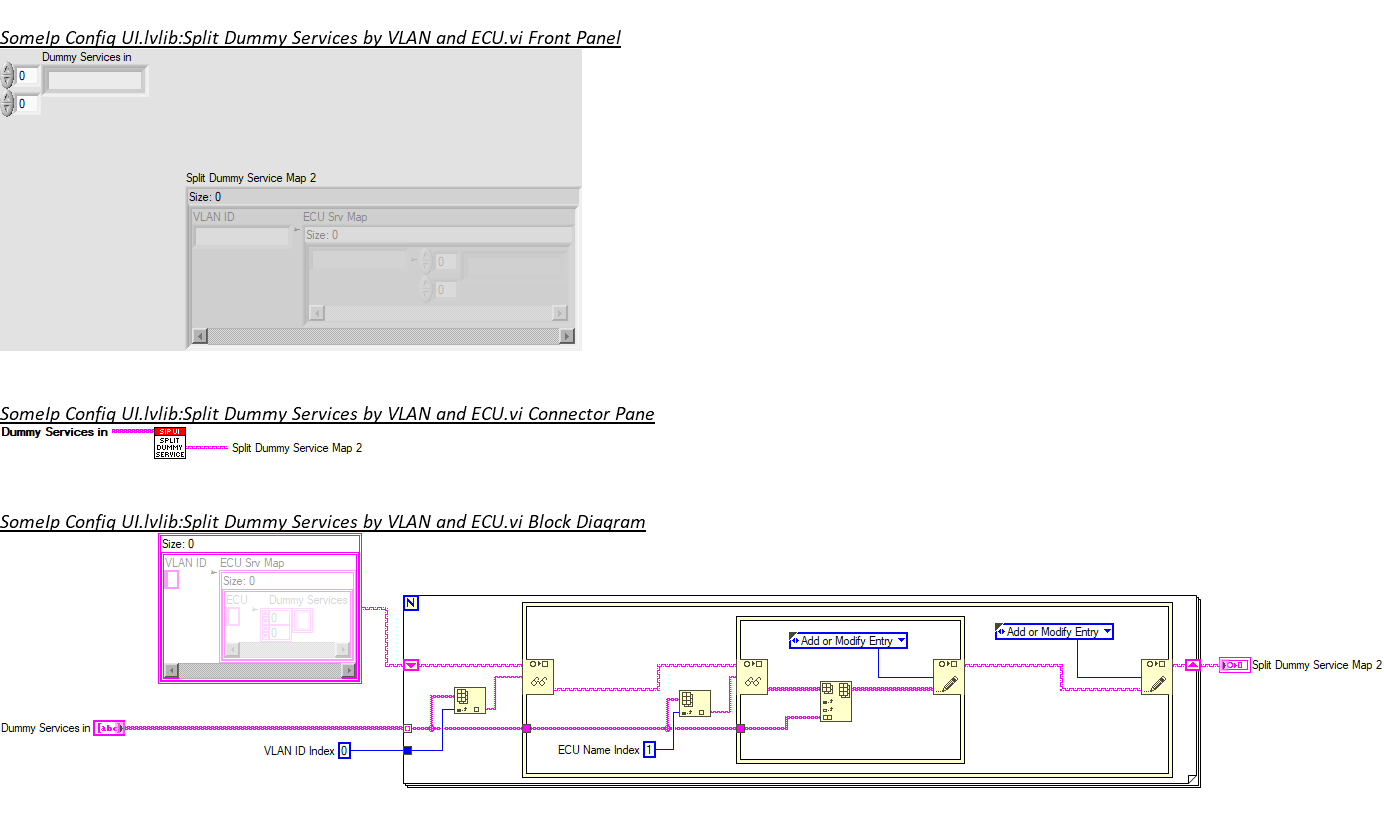 SomeIp Config UI.lvlib:Split Dummy Services by VLAN and ECU.vi Front Panel
Dummy Services in
0
0
Split Dummy Service Map 2
Size: 0
VLAN ID
ECU Srv Map
Size: 0
0
0
SomeIp Config UI.lvlib:Split Dummy Services by VLAN and ECU.vi Connector Pane
Dummy Services in
SIP UI
SPLIT
DUMMY
SERVICE
Split Dummy Service Map 2
SomeIp Config UI.lvlib:Split Dummy Services by VLAN and ECU.vi Block Diagram
Size: 0
VLAN ID
ECU Srv Map
Size: 0
ECU
Dummy Services
0
0
N
Add or Modify Entry
Add or Modify Entry
Split Dummy Service Map 2
Dummy Services in
[abc]
VLAN ID Index 0
ECU Name Index 1